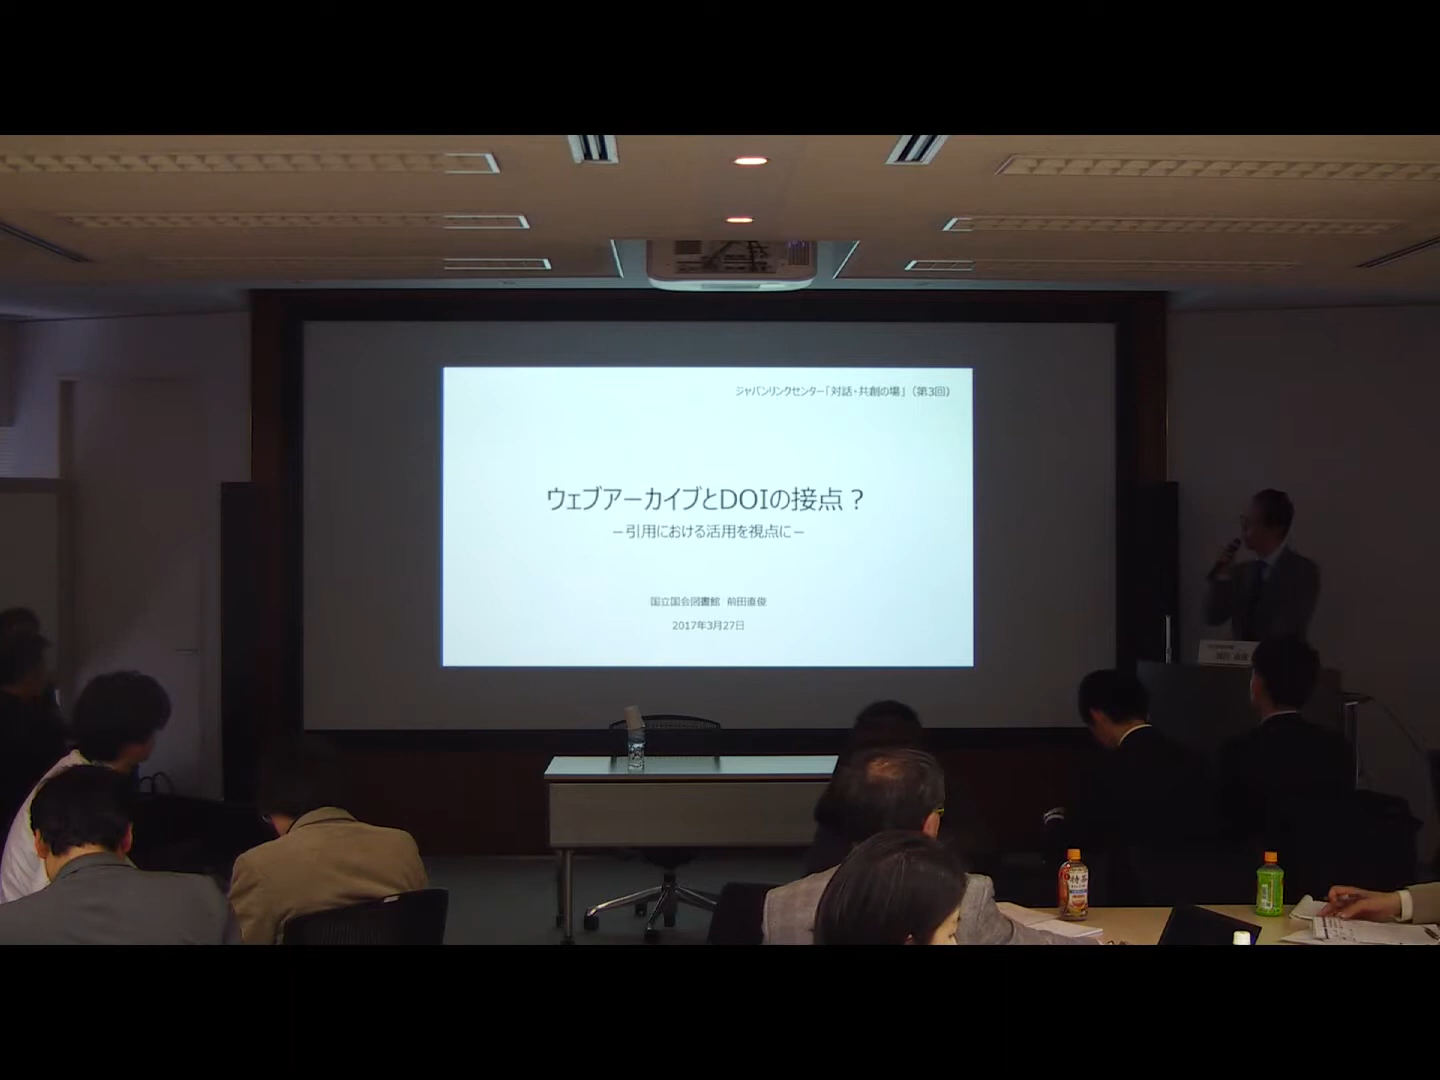 ジャパンリンクセンター「対話・共創の場」（第3回）
ウェブアーカイブとDOIの接点？
－引用における活用を視点に－
国立国会図書館　前田直俊
2017年3月27日
特茶